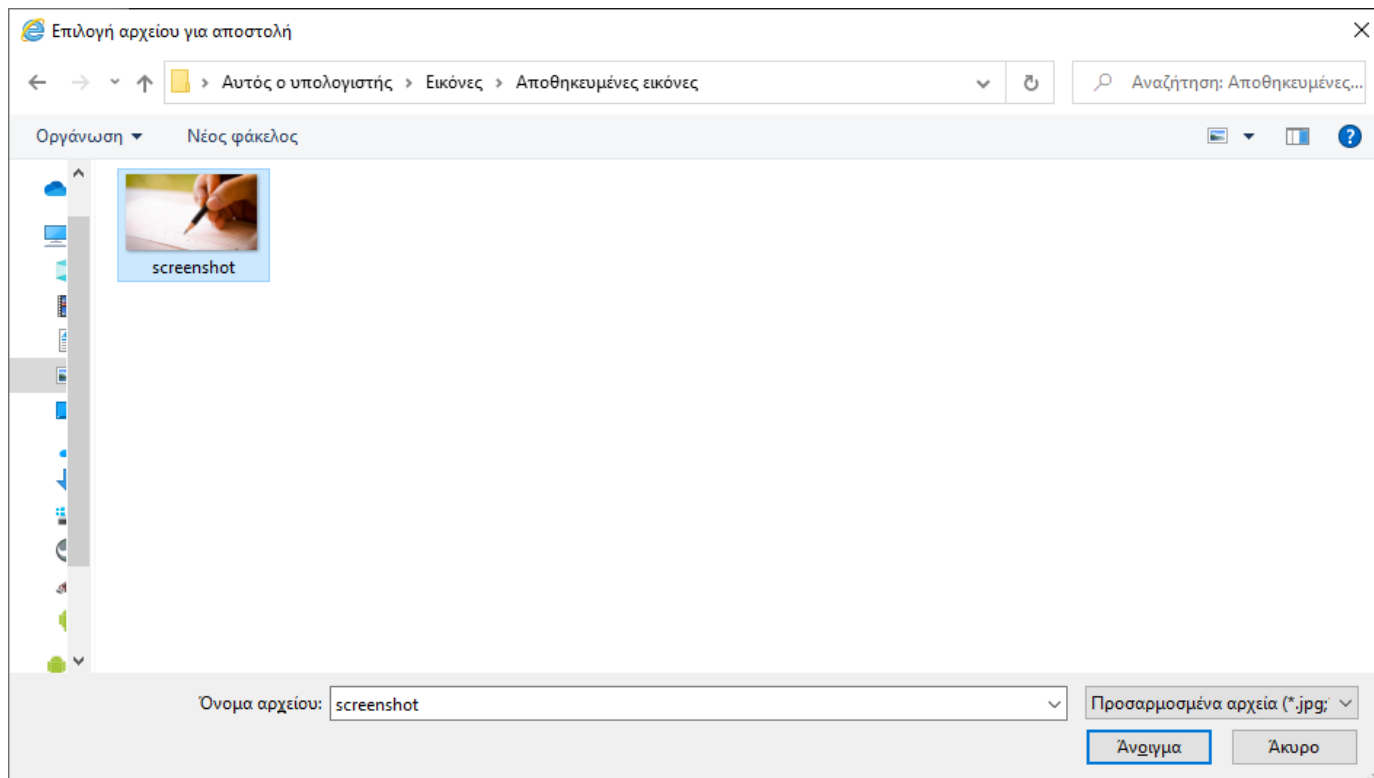 Επιλογή αρχείου για αποστολή
Αυτός ο υπολογιστής > Εικόνες > Αποθηκευμένες εικόνες
Αναζήτηση: Αποθηκευμένες...
Οργάνωση
Νέος φάκελος
?
screenshot
Όνομα αρχείου: screenshot
Προσαρμοσμένα αρχεία (*.jpg;
Άνοιγμα
Άκυρο